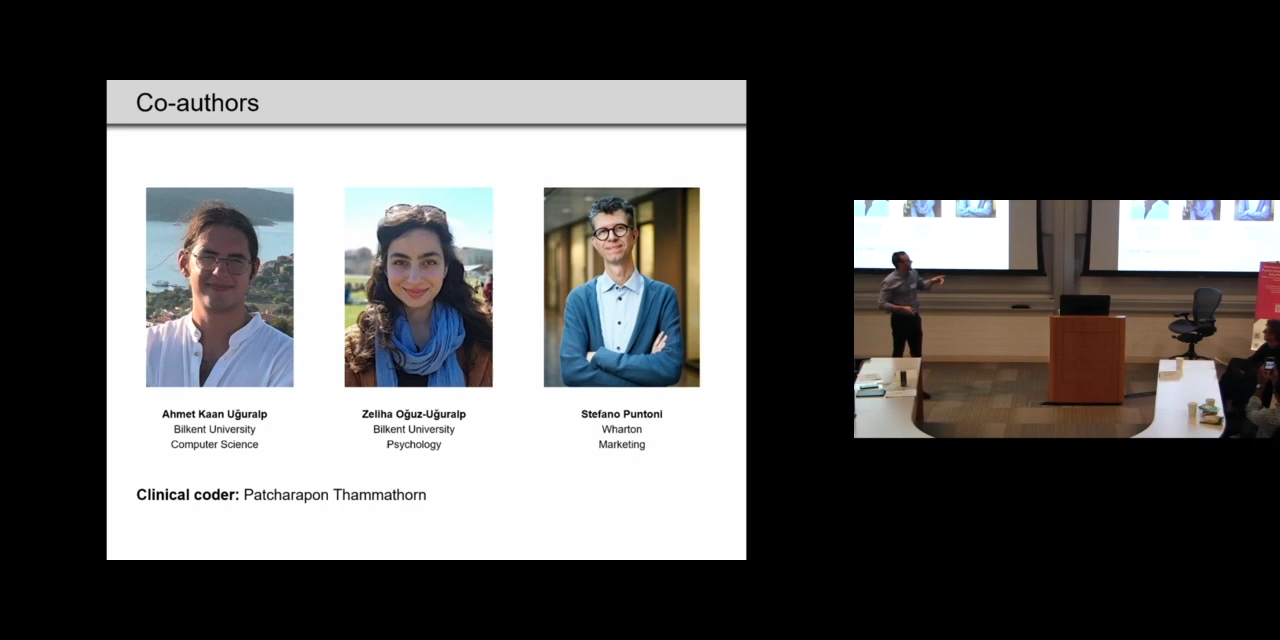 Co-authors
Ahmet Kaan Uğuralp
Bilkent University
Computer Science
Zeliha Oğuz-Uğuralp
Bilkent University
Psychology
Stefano Puntoni
Wharton
Marketing
Clinical coder: Patcharapon Thammathorn